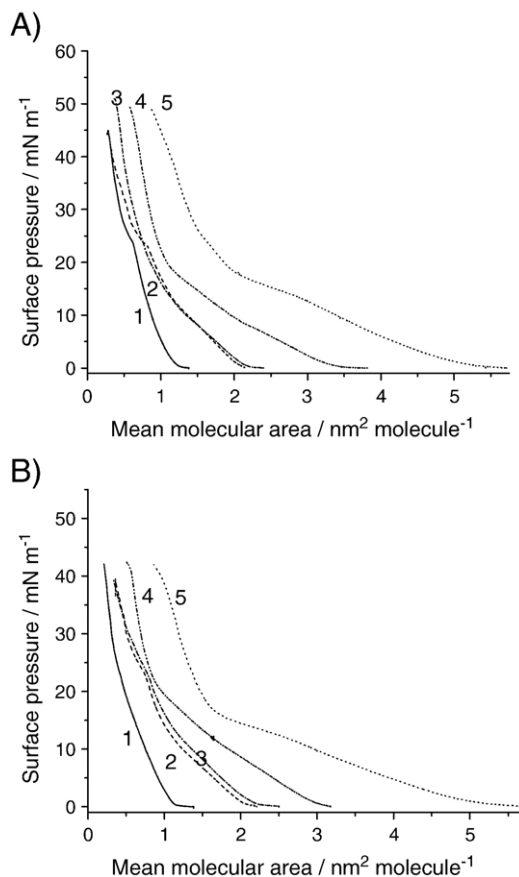 A)
60
50
40
30
20
10
0
Surface pressure / mN m⁻¹
3 4 5
2
1
0 1 2 3 4 5
Mean molecular area / nm² molecule⁻¹
B)
50
40
30
20
10
0
Surface pressure / mN m⁻¹
4 5
1 2 3
0 1 2 3 4 5
Mean molecular area / nm² molecule⁻¹